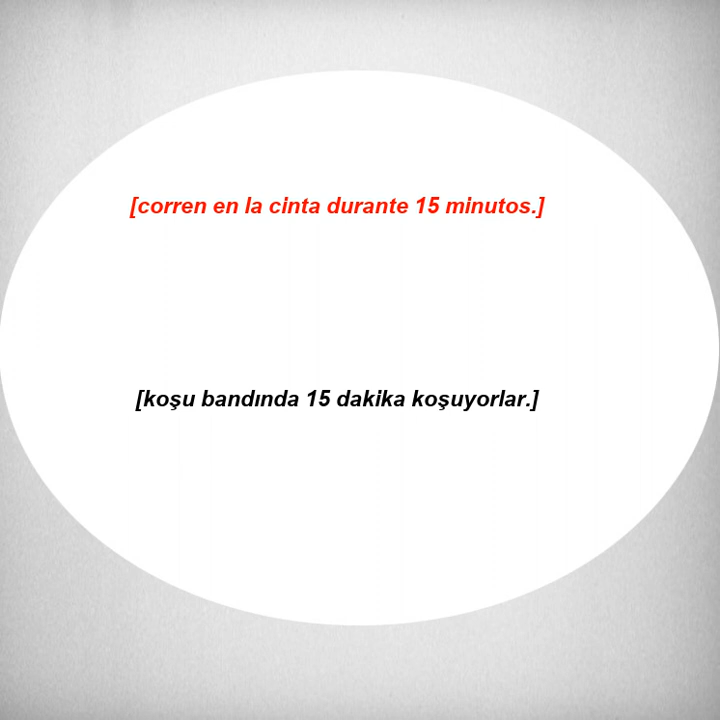 [corren en la cinta durante 15 minutos.]
[koşu bandında 15 dakika koşuyorlar.]